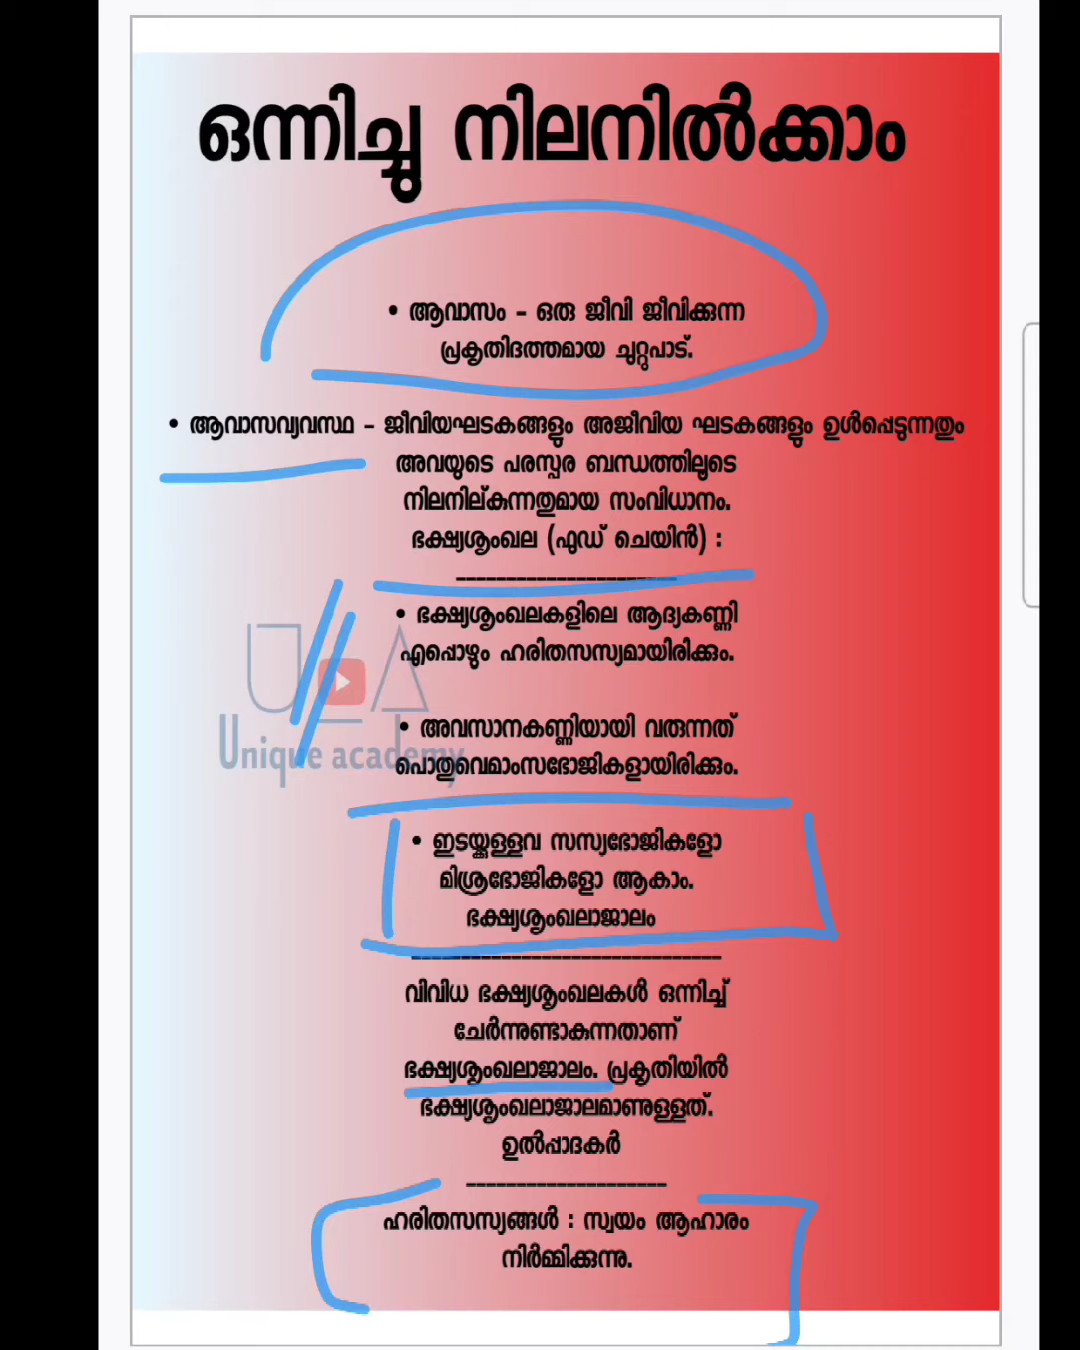 ഒന്നിച്ചു നിലനിൽക്കാം
• ആവാസം - ഒരു ജീവി ജീവിക്കുന്ന
പ്രകൃതിദത്തമായ ചുറ്റുപാട്.
• ആവാസവ്യവസ്ഥ - ജീവിയഘടകങ്ങളും അജീവിയ ഘടകങ്ങളും ഉൾപ്പെടുന്നതും
അവയുടെ പരസ്പര ബന്ധത്തിലൂടെ
നിലനില്കുന്നതുമായ സംവിധാനം.
ഭക്ഷ്യശൃംഖല (ഫുഡ് ചെയിൻ) :
----------------------
• ഭക്ഷ്യശൃംഖലകളിലെ ആദ്യകണ്ണി
എപ്പൊഴും ഹരിതസസ്യമായിരിക്കും.
Unique academy
• അവസാനകണ്ണിയായി വരുന്നത്
പൊതുവെമാംസഭോജികളായിരിക്കും.
• ഇടയ്കുള്ളവ സസ്യഭോജികളോ
മിശ്രഭോജികളോ ആകാം.
ഭക്ഷ്യശൃംഖലാജാലം
-------------------------------
വിവിധ ഭക്ഷ്യശൃംഖലകൾ ഒന്നിച്ച്
ചേർന്നുണ്ടാകുന്നതാണ്
ഭക്ഷ്യശൃംഖലാജാലം. പ്രകൃതിയിൽ
ഭക്ഷ്യശൃംഖലാജാലമാണുള്ളത്.
ഉൽപ്പാദകർ
--------------------
ഹരിതസസ്യങ്ങൾ : സ്വയം ആഹാരം
നിർമ്മിക്കുന്നു.